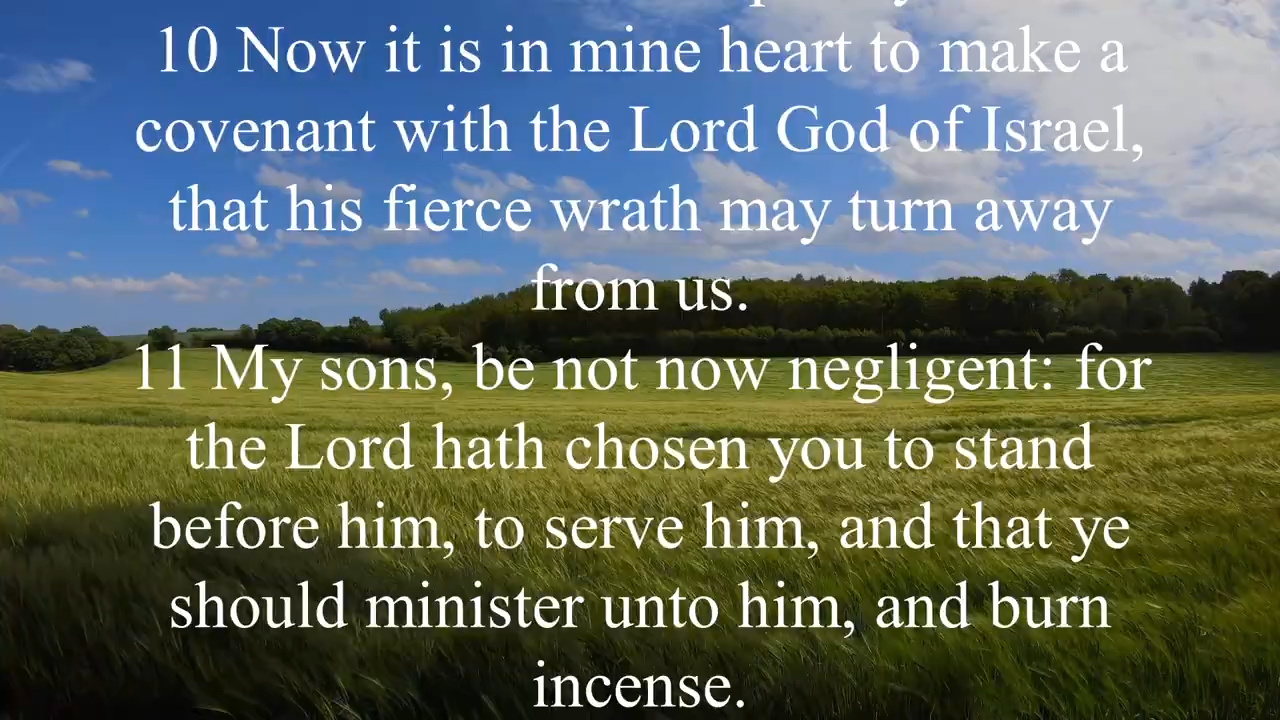 10 Now it is in mine heart to make a
covenant with the Lord God of Israel,
that his fierce wrath may turn away
from us.
11 My sons, be not now negligent: for
the Lord hath chosen you to stand
before him, to serve him, and that ye
should minister unto him, and burn
incense.